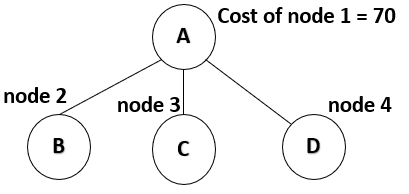 A
Cost of node 1 = 70
node 2
node 3
node 4
B
C
D